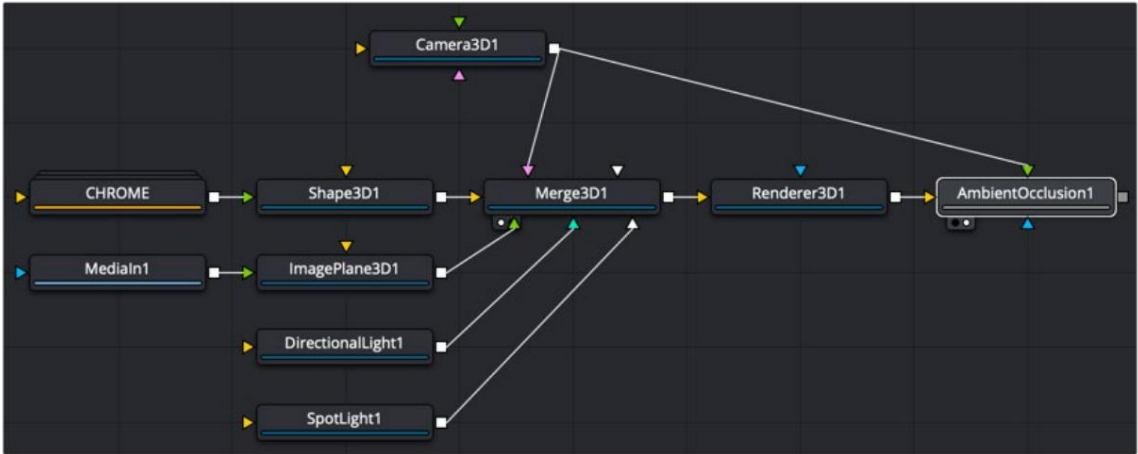 Camera3D1
CHROME
Shape3D1
Merge3D1
Renderer3D1
AmbientOcclusion1
MediaIn1
ImagePlane3D1
DirectionalLight1
SpotLight1